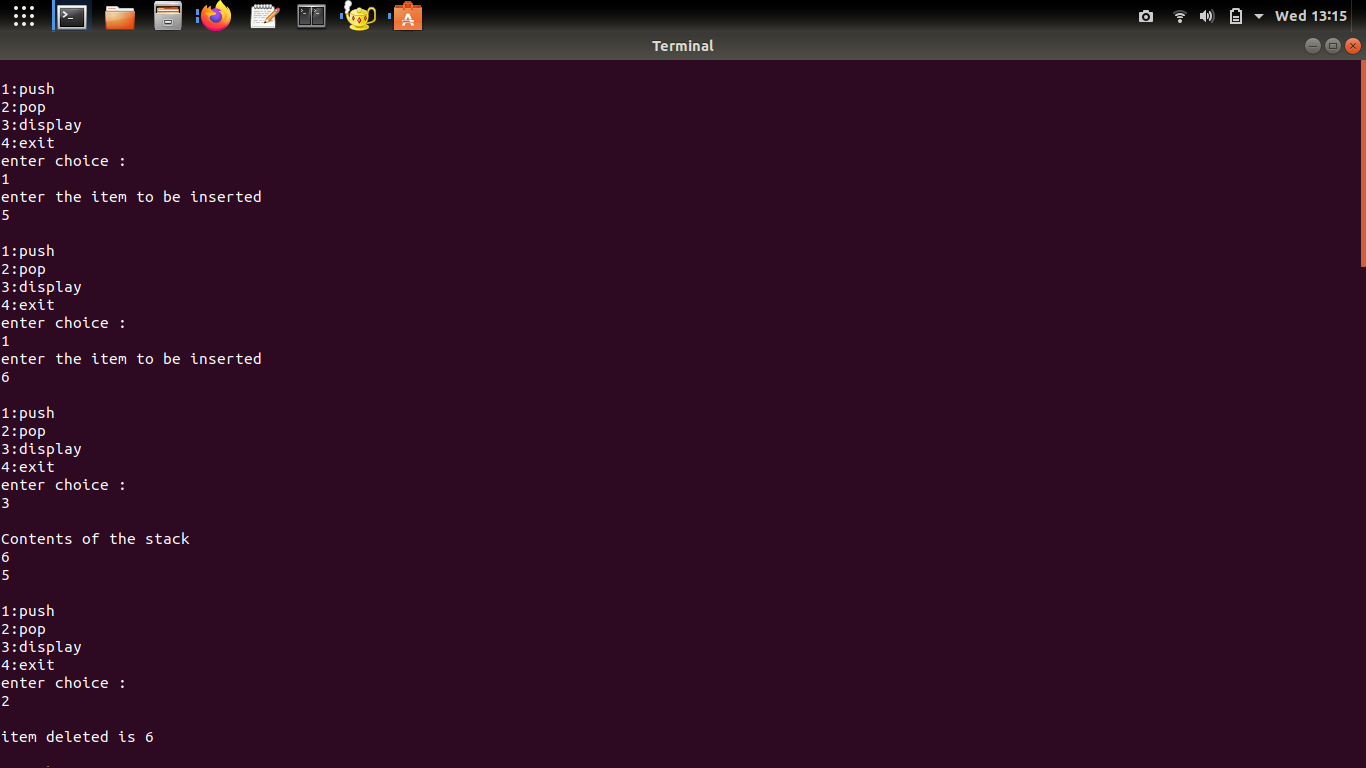 Wed 13:15
Terminal
1:push
2:pop
3:display
4:exit
enter choice :
1
enter the item to be inserted
5
1:push
2:pop
3:display
4:exit
enter choice :
1
enter the item to be inserted
6
1:push
2:pop
3:display
4:exit
enter choice :
3
Contents of the stack
6
5
1:push
2:pop
3:display
4:exit
enter choice :
2
item deleted is 6